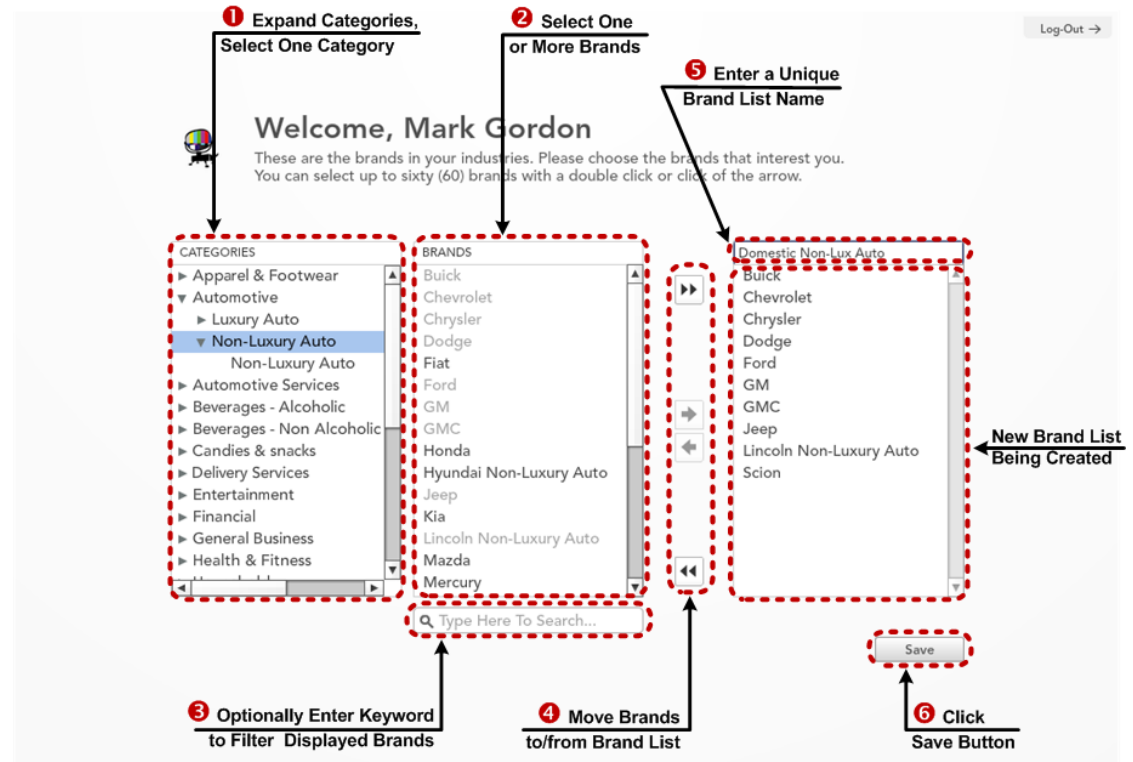 1 Expand Categories,
Select One Category
2 Select One
or More Brands
Log-Out →
5 Enter a Unique
Brand List Name
Welcome, Mark Gordon
These are the brands in your industries. Please choose the brands that interest you.
You can select up to sixty (60) brands with a double click or click of the arrow.
CATEGORIES
Apparel & Footwear
Automotive
Luxury Auto
Non-Luxury Auto
Non-Luxury Auto
Automotive Services
Beverages - Alcoholic
Beverages - Non Alcoholic
Candies & snacks
Delivery Services
Entertainment
Financial
General Business
Health & Fitness
BRANDS
Buick
Chevrolet
Chrysler
Dodge
Fiat
Ford
GM
GMC
Honda
Hyundai Non-Luxury Auto
Jeep
Kia
Lincoln Non-Luxury Auto
Mazda
Mercury
Type Here To Search...
Domestic Non-Lux Auto
Buick
Chevrolet
Chrysler
Dodge
Ford
GM
GMC
Jeep
Lincoln Non-Luxury Auto
Scion
New Brand List
Being Created
Save
3 Optionally Enter Keyword
to Filter Displayed Brands
4 Move Brands
to/from Brand List
6 Click
Save Button